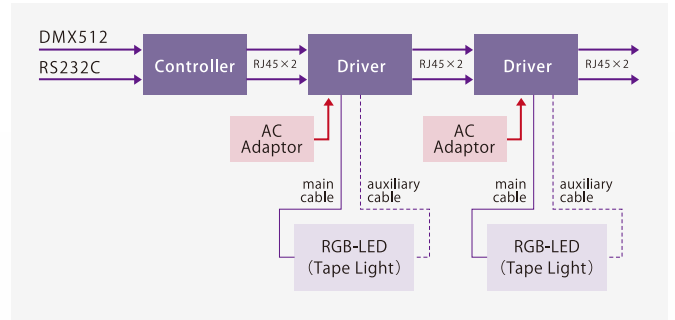 DMX512
RS232C
Controller
RJ45×2
Driver
RJ45×2
Driver
RJ45×2
AC
Adaptor
AC
Adaptor
main
cable
auxiliary
cable
main
cable
auxiliary
cable
RGB-LED
(Tape Light)
RGB-LED
(Tape Light)